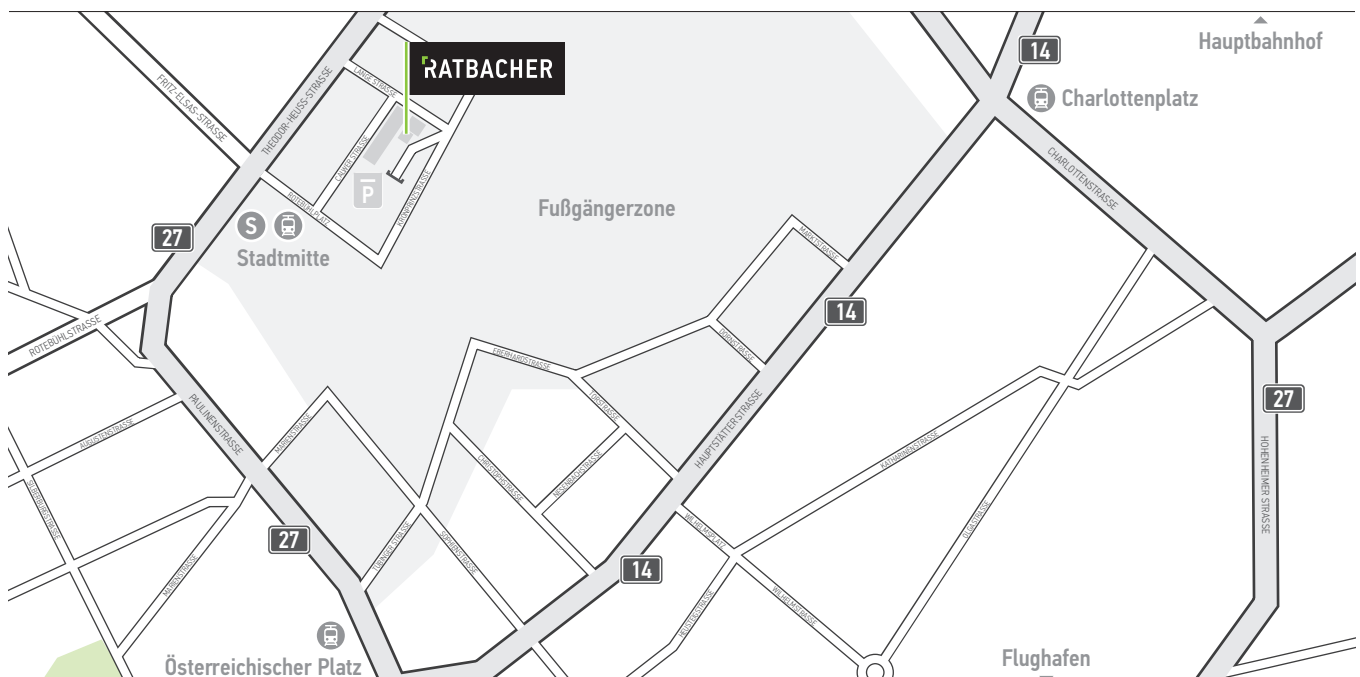 14
Hauptbahnhof
RATBACHER
Charlottenplatz
FRITZ-ELSAS-STRASSE
THEODOR-HEUSS-STRASSE
LANGE STRASSE
CALWER STRASSE
KRONPRINZSTRASSE
ROTEBÜHLPLATZ
P
CHARLOTTENSTRASSE
Fußgängerzone
S
27
Stadtmitte
MARKTSTRASSE
14
ROTEBÜHLSTRASSE
EBERHARDSTRASSE
DORNSTRASSE
27
PAULINENSTRASSE
AUGUSTENSTRASSE
MARIENSTRASSE
TORSTRASSE
HAUPTSTÄTTER STRASSE
KATHARINENSTRASSE
HOHENHEIMER STRASSE
SILBERBURGSTRASSE
CHRISTOPHSTRASSE
NESENBACHSTRASSE
27
TÜBINGER STRASSE
SOPHIENSTRASSE
WILHELMSPLATZ
OLGASTRASSE
MARIENSTRASSE
14
HEUSTEIGSTRASSE
WILHELMSTRASSE
Österreichischer Platz
Flughafen